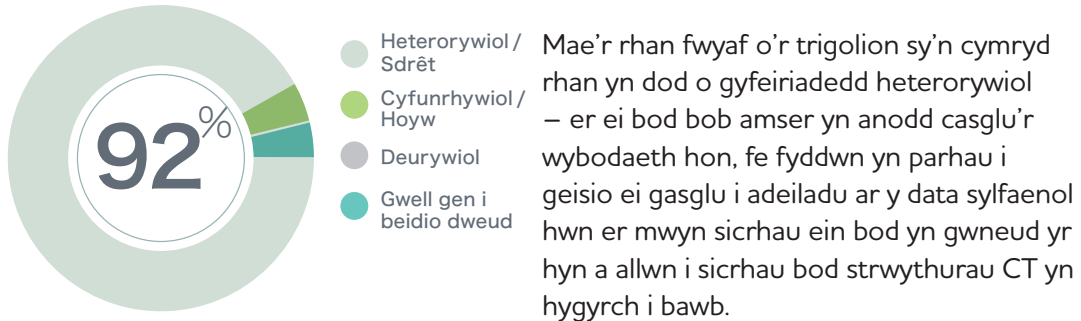 92%
Heterorywiol /
Sdrêt
Cyfunrhywiol /
Hoyw
Deurywiol
Gwell gen i
beidio dweud
Mae'r rhan fwyaf o'r trigolion sy'n cymryd
rhan yn dod o gyfeiriadedd heterorywiol
– er ei bod bob amser yn anodd casglu'r
wybodaeth hon, fe fyddwn yn parhau i
geisio ei gasglu i adeiladu ar y data sylfaenol
hwn er mwyn sicrhau ein bod yn gwneud yr
hyn a allwn i sicrhau bod strwythurau CT yn
hygyrch i bawb.